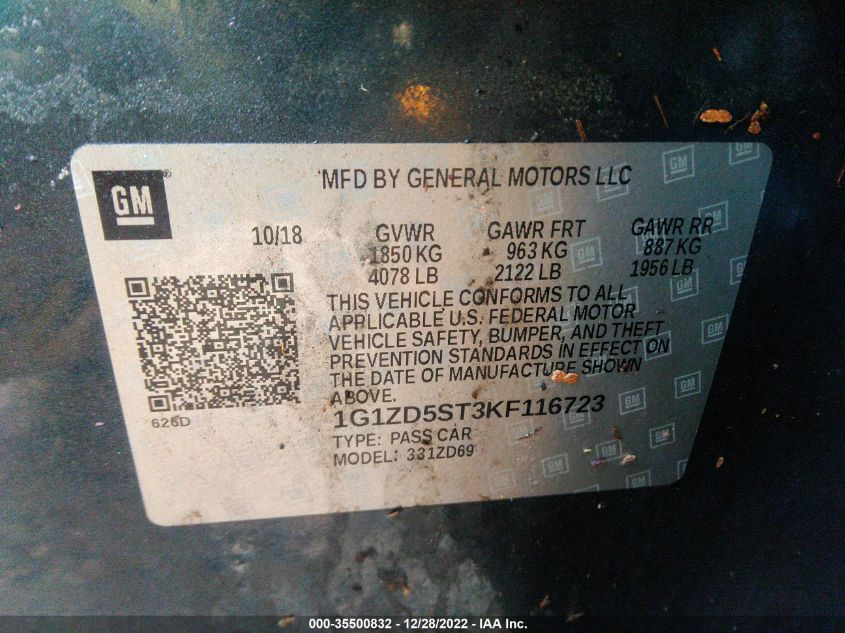 GM
MFD BY GENERAL MOTORS LLC
10/18 GVWR GAWR FRT GAWR RR
1850 KG 963 KG 887 KG
4078 LB 2122 LB 1956 LB
THIS VEHICLE CONFORMS TO ALL
APPLICABLE U.S. FEDERAL MOTOR
VEHICLE SAFETY, BUMPER, AND THEFT
PREVENTION STANDARDS IN EFFECT ON
THE DATE OF MANUFACTURE SHOWN
ABOVE.
626D
1G1ZD5ST3KF116723
TYPE: PASS CAR
MODEL: 331ZD69
000-35500832 - 12/28/2022 - IAA Inc.